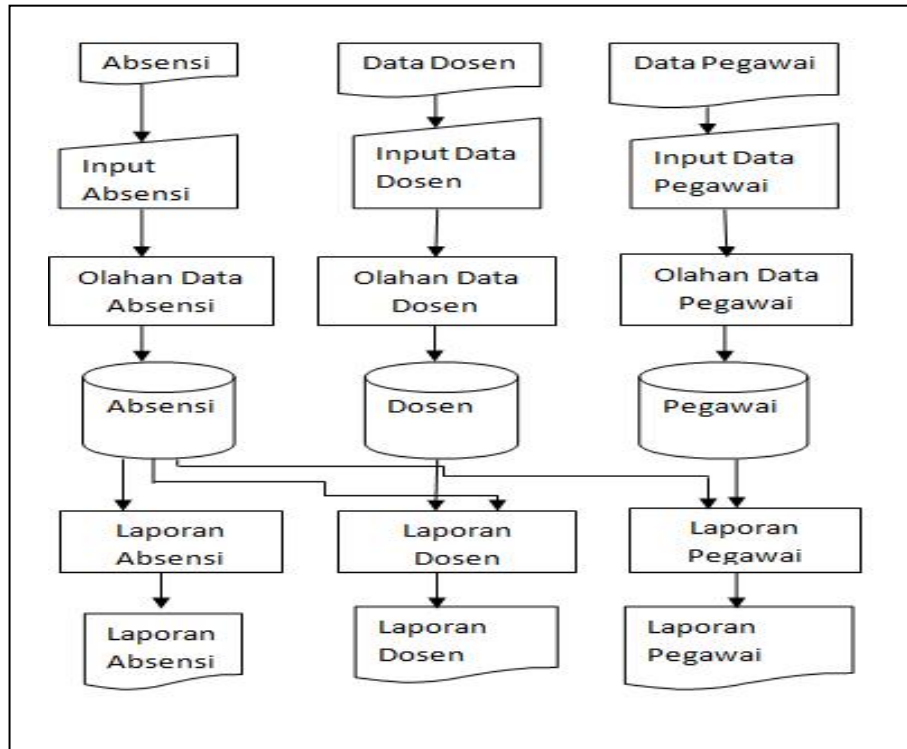 Absensi
Data Dosen
Data Pegawai
Input
Absensi
Input Data
Dosen
Input Data
Pegawai
Olahan Data
Absensi
Olahan Data
Dosen
Olahan Data
Pegawai
Absensi
Dosen
Pegawai
Laporan
Absensi
Laporan
Dosen
Laporan
Pegawai
Laporan
Absensi
Laporan
Dosen
Laporan
Pegawai